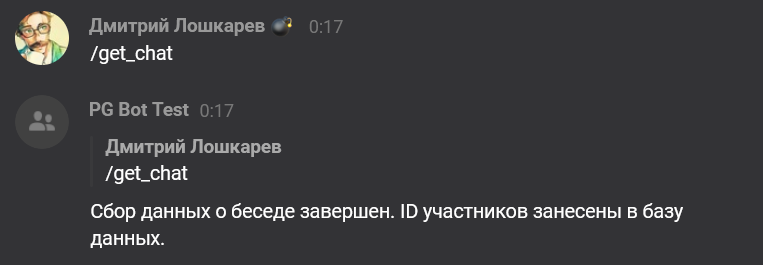 Дмитрий Лошкарев 0:17
/get_chat
PG Bot Test 0:17
Дмитрий Лошкарев
/get_chat
Сбор данных о беседе завершен. ID участников занесены в базу
данных.